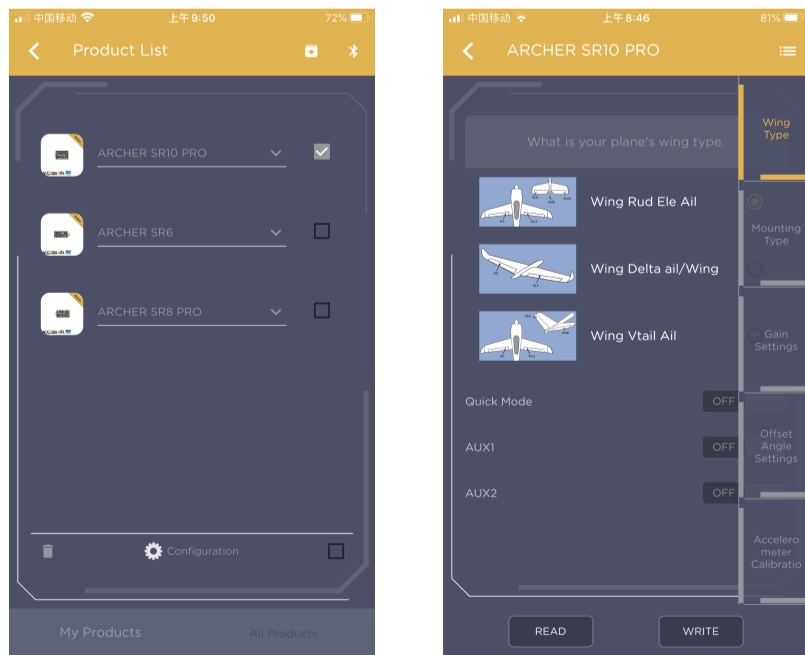 中国移动
上午9:50
72%
Product List
ARCHER SR10 PRO
ARCHER SR6
ARCHER SR8 PRO
Configuration
My Products
All Products
中国移动
上午8:46
81%
ARCHER SR10 PRO
What is your plane's wing type.
Wing Rud Ele Ail
Wing Delta ail/Wing
Wing Vtail Ail
Quick Mode
OFF
AUX1
OFF
AUX2
OFF
READ
WRITE
Wing
Type
Mounting
Type
Gain
Settings
Offset
Angle
Settings
Accelero
meter
Calibratio